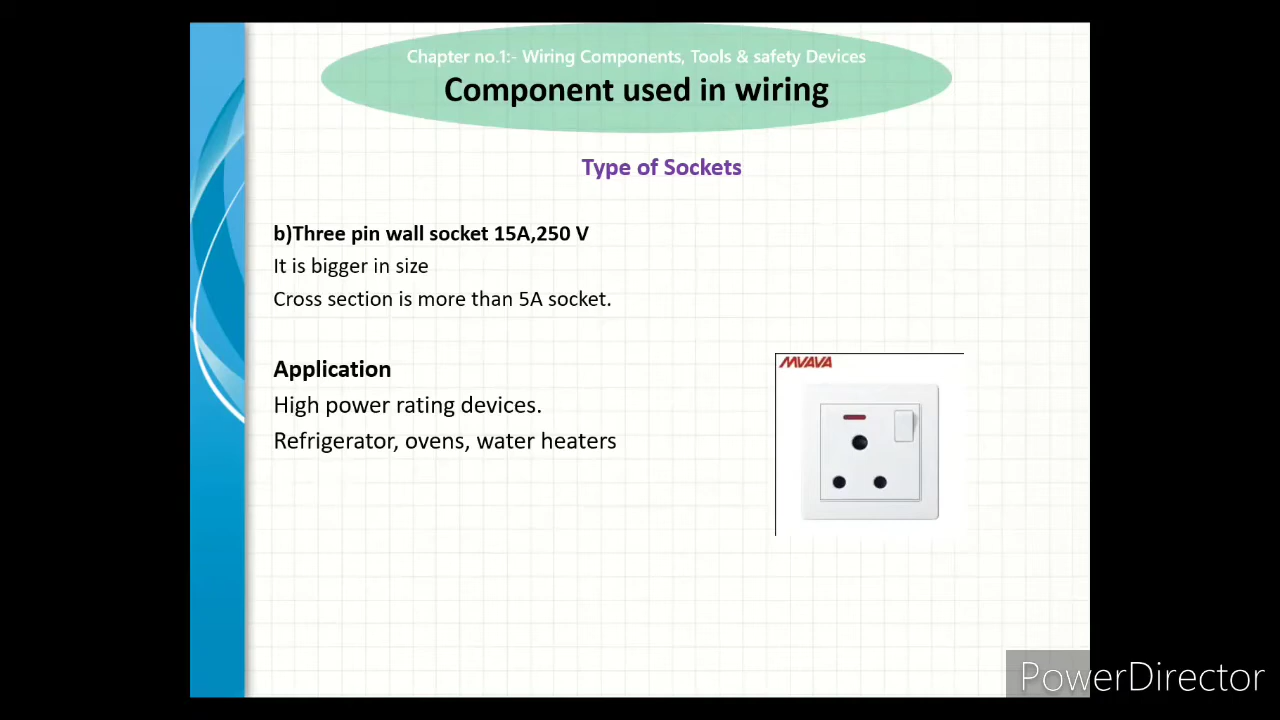 Chapter no.1:- Wiring Components, Tools & safety Devices
Component used in wiring
Type of Sockets
b)Three pin wall socket 15A,250 V
It is bigger in size
Cross section is more than 5A socket.
Application
High power rating devices.
Refrigerator, ovens, water heaters
MVAVA
PowerDirector